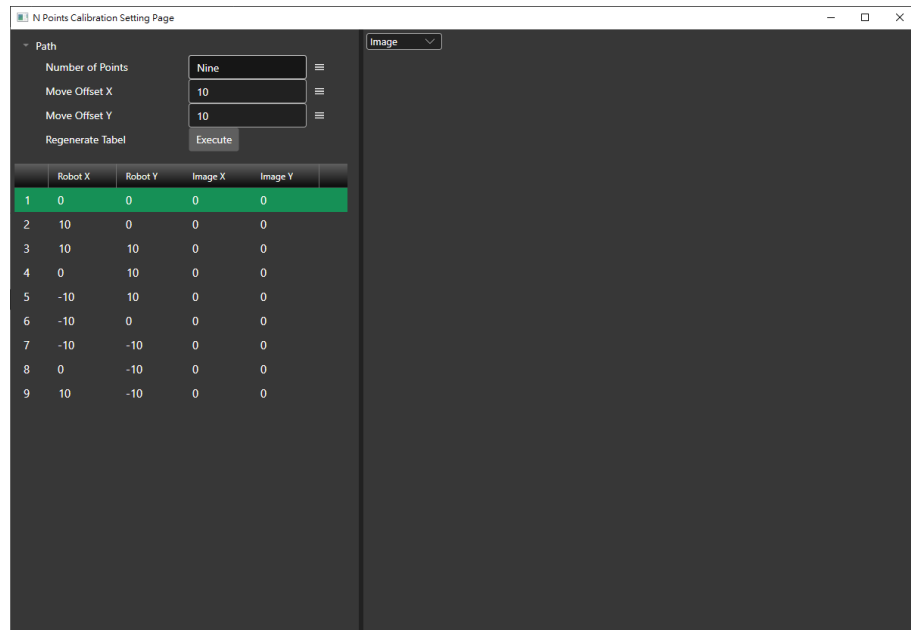 N Points Calibration Setting Page
Path
Number of Points Nine
Move Offset X 10
Move Offset Y 10
Regenerate Tabel Execute
Image
Robot X Robot Y Image X Image Y
1 0 0 0 0
2 10 0 0 0
3 10 10 0 0
4 0 10 0 0
5 -10 10 0 0
6 -10 0 0 0
7 -10 -10 0 0
8 0 -10 0 0
9 10 -10 0 0